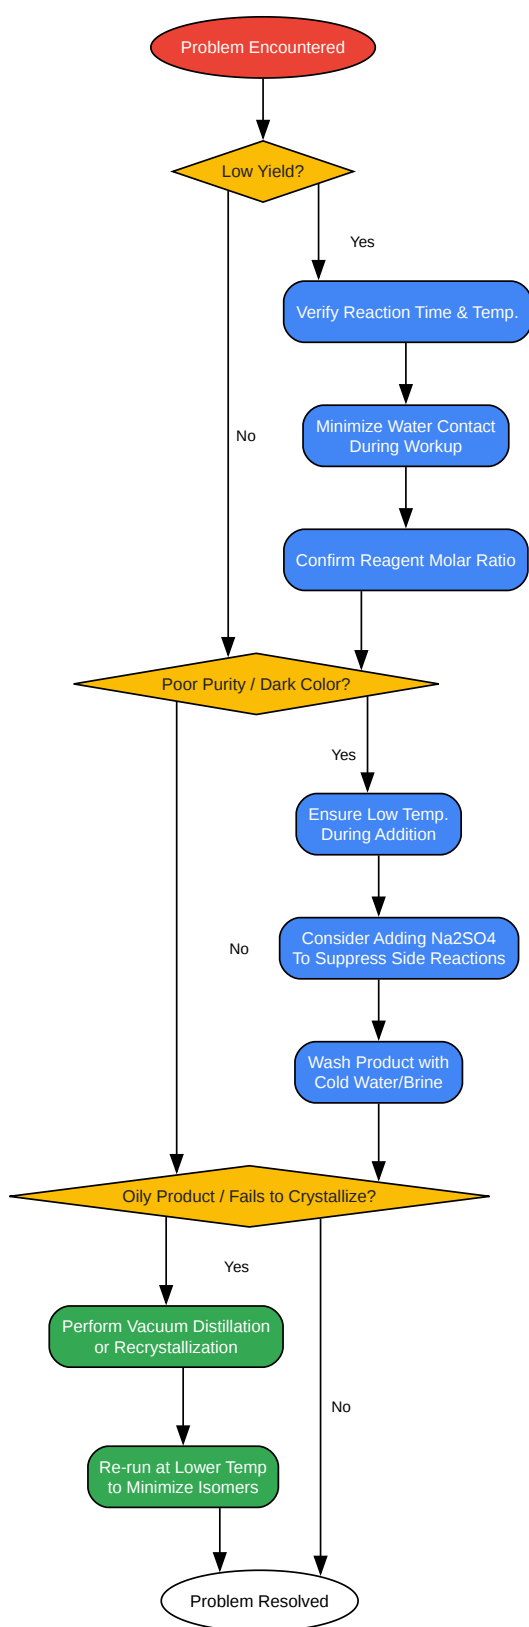 Problem Encountered
Low Yield?
Yes
Verify Reaction Time & Temp.
Minimize Water Contact
During Workup
No
Confirm Reagent Molar Ratio
Poor Purity / Dark Color?
Yes
Ensure Low Temp.
During Addition
No
Consider Adding Na2SO4
To Suppress Side Reactions
Wash Product with
Cold Water/Brine
Oily Product / Fails to Crystallize?
Yes
Perform Vacuum Distillation
or Recrystallization
No
Re-run at Lower Temp
to Minimize Isomers
Problem Resolved